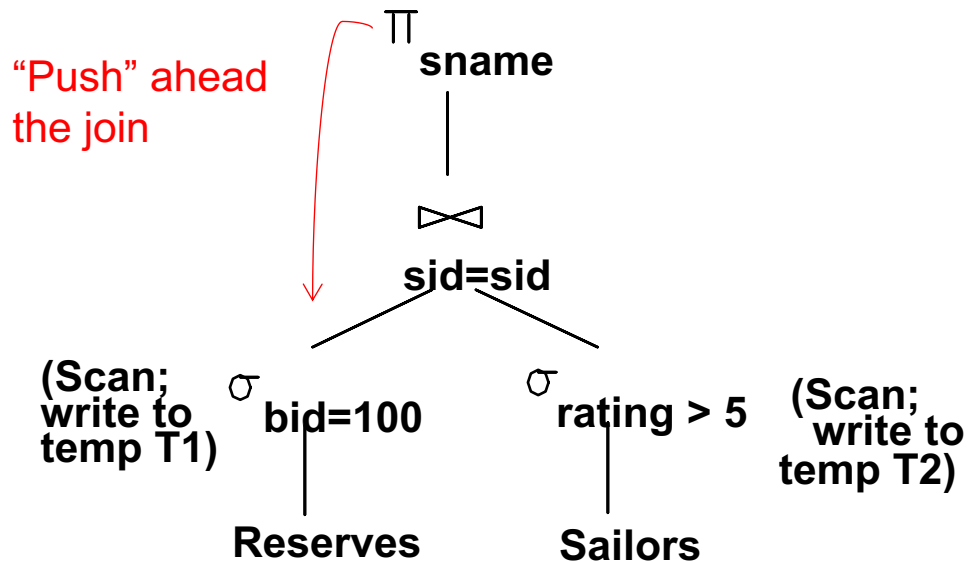 π
sname
“Push” ahead
the join
⋈
sid=sid
(Scan;
write to
temp T1)
σ
bid=100
σ
rating > 5
(Scan;
write to
temp T2)
Reserves
Sailors